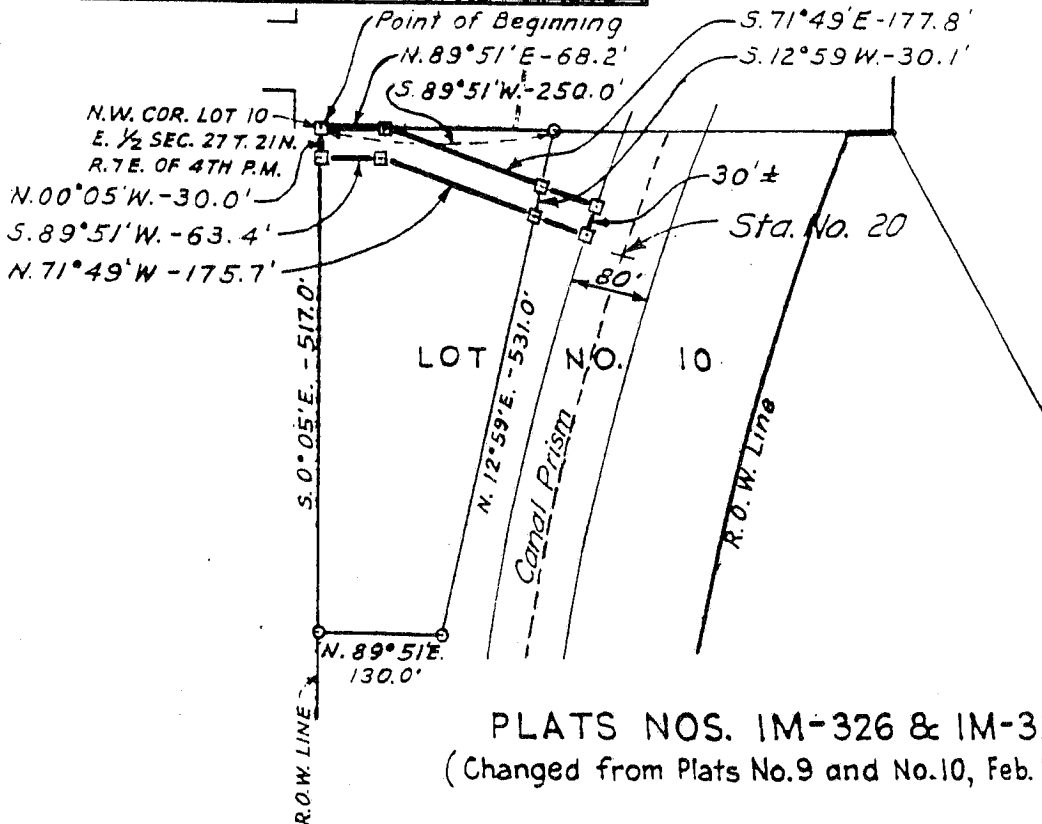 Point of Beginning
S. 71°49'E-177.8'
N. 89°51'E-68.2'
S. 12°59 W.-30.1'
S. 89°51'W.-250.0'
N.W. COR. LOT 10
E. ½ SEC. 27 T. 21N.
R. 7 E. OF 4TH P.M.
30'±
N. 00°05'W.-30.0'
S. 89°51'W.-63.4'
Sta. No. 20
N. 71°49'W-175.7'
80'
S. 0°05'E. - 517.0'
N. 12°59'E. -531.0'
LOT NO. 10
Canal Prism
R.O.W. Line
N. 89°51'E.
130.0'
R.O.W. LINE
PLATS NOS. 1M-326 & 1M-3
(Changed from Plats No.9 and No.10, Feb.